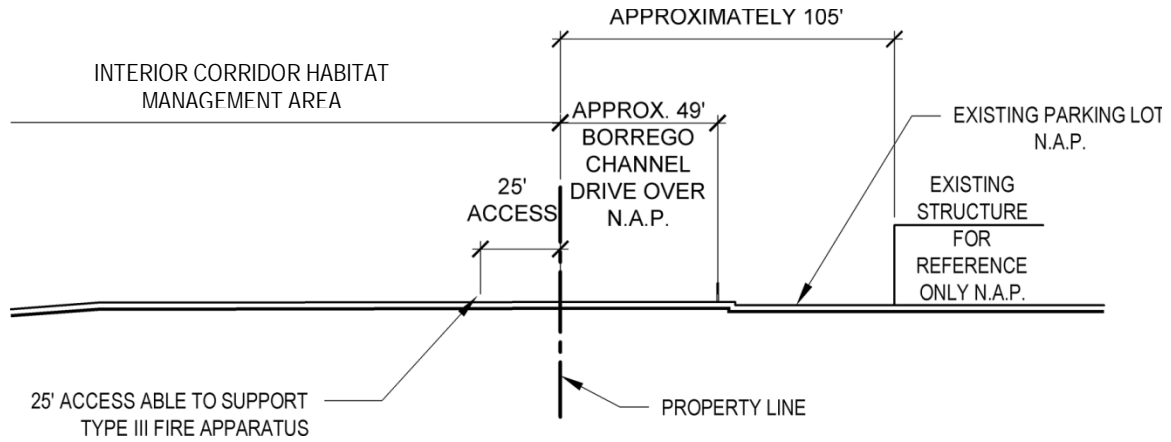 APPROXIMATELY 105'
INTERIOR CORRIDOR HABITAT
MANAGEMENT AREA
APPROX. 49'
BORREGO
CHANNEL
DRIVE OVER
N.A.P.
EXISTING PARKING LOT
N.A.P.
25'
ACCESS
EXISTING
STRUCTURE
FOR
REFERENCE
ONLY N.A.P.
25' ACCESS ABLE TO SUPPORT
TYPE III FIRE APPARATUS
PROPERTY LINE